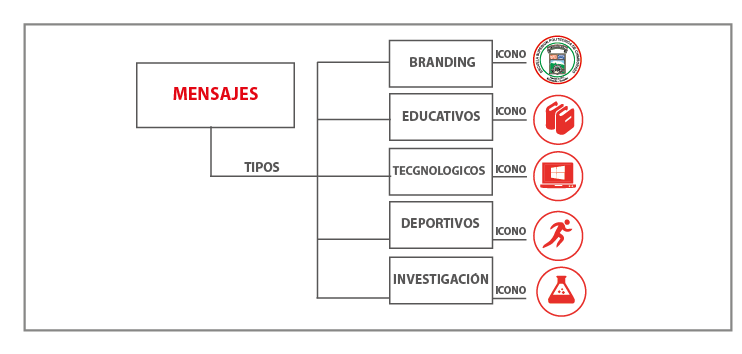 MENSAJES
TIPOS
BRANDING
ICONO
EDUCATIVOS
ICONO
TECGNOLOGICOS
ICONO
DEPORTIVOS
ICONO
INVESTIGACIÓN
ICONO